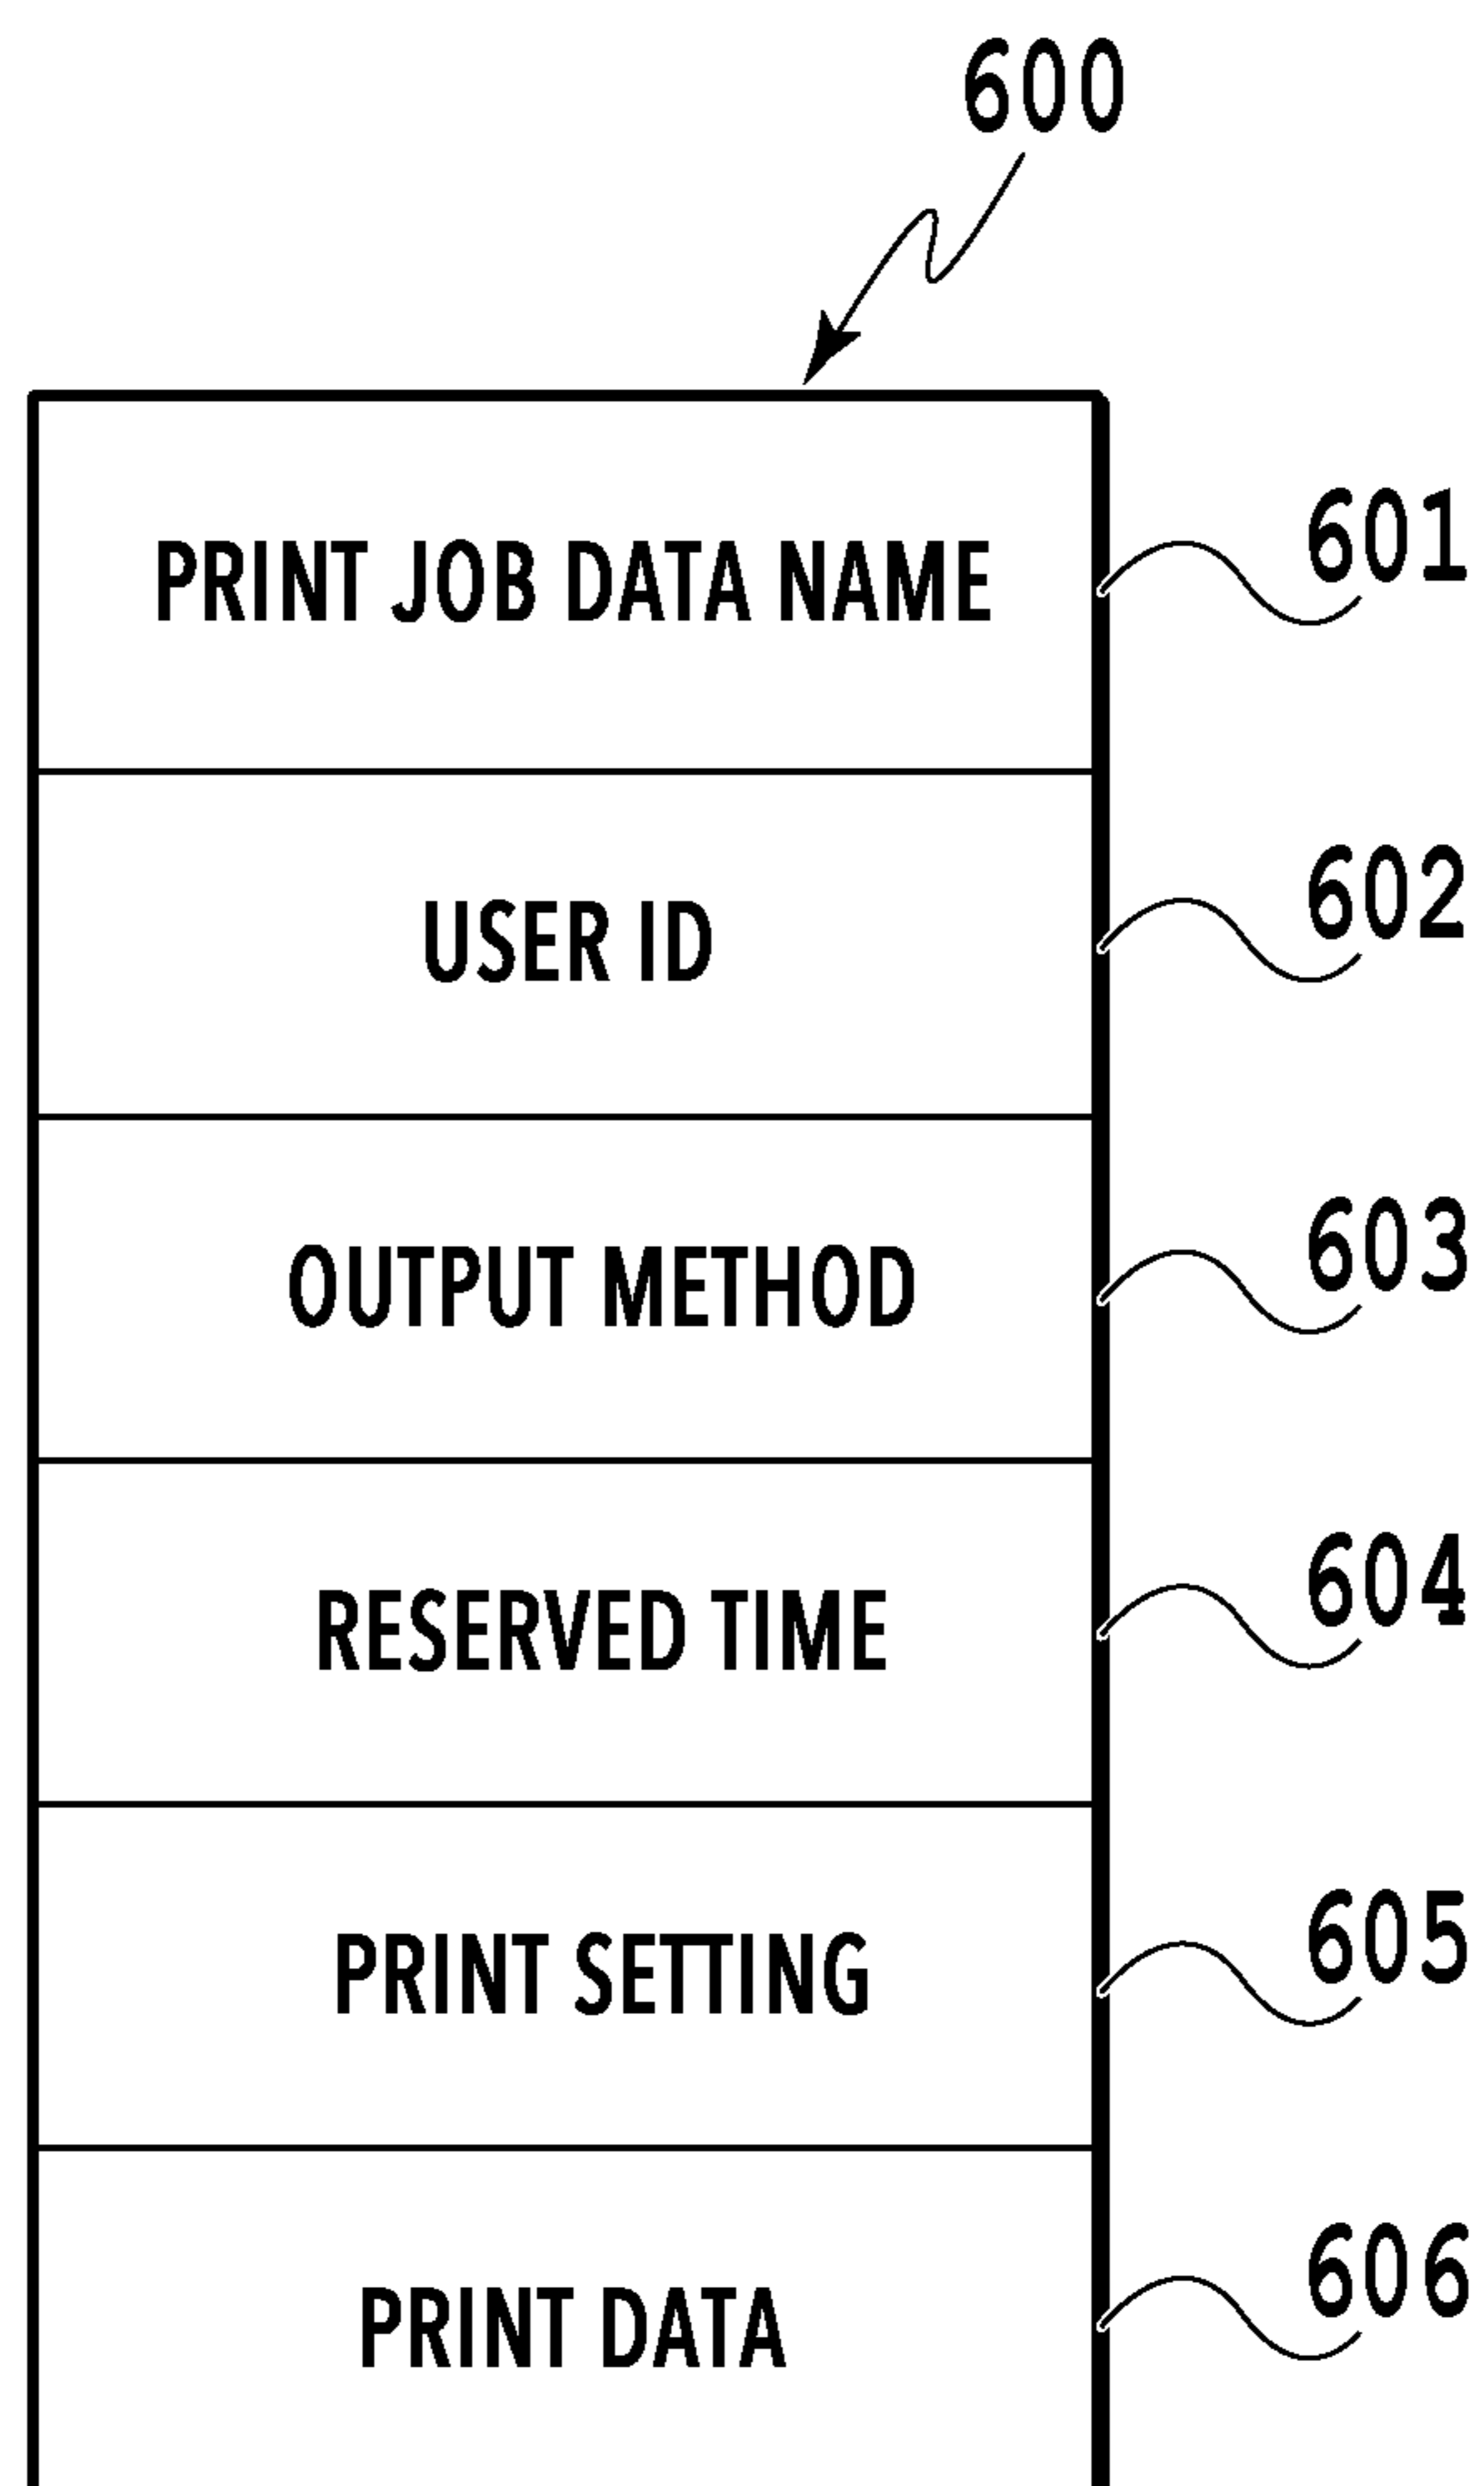 600
PRINT JOB DATA NAME 601
USER ID 602
OUTPUT METHOD 603
RESERVED TIME 604
PRINT SETTING 605
PRINT DATA 606